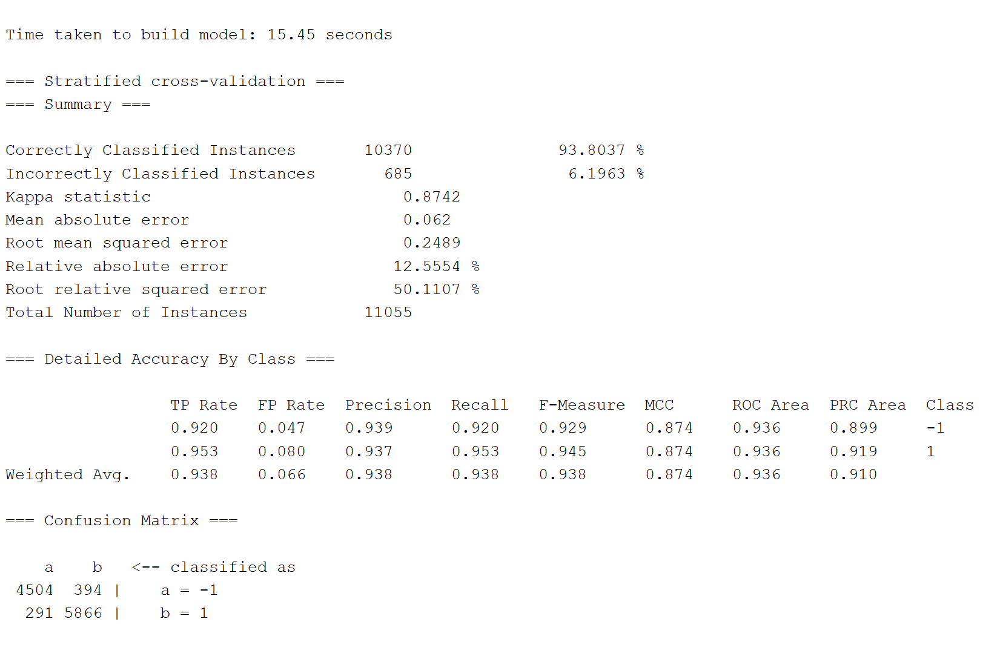 Time taken to build model: 15.45 seconds
=== Stratified cross-validation ===
=== Summary ===
Correctly Classified Instances 10370 93.8037 %
Incorrectly Classified Instances 685 6.1963 %
Kappa statistic 0.8742
Mean absolute error 0.062
Root mean squared error 0.2489
Relative absolute error 12.5554 %
Root relative squared error 50.1107 %
Total Number of Instances 11055
=== Detailed Accuracy By Class ===
TP Rate FP Rate Precision Recall F-Measure MCC ROC Area PRC Area Class
0.920 0.047 0.939 0.920 0.929 0.874 0.936 0.899 -1
0.953 0.080 0.937 0.953 0.945 0.874 0.936 0.919 1
Weighted Avg. 0.938 0.066 0.938 0.938 0.938 0.874 0.936 0.910
=== Confusion Matrix ===
a b <-- classified as
4504 394 | a = -1
291 5866 | b = 1